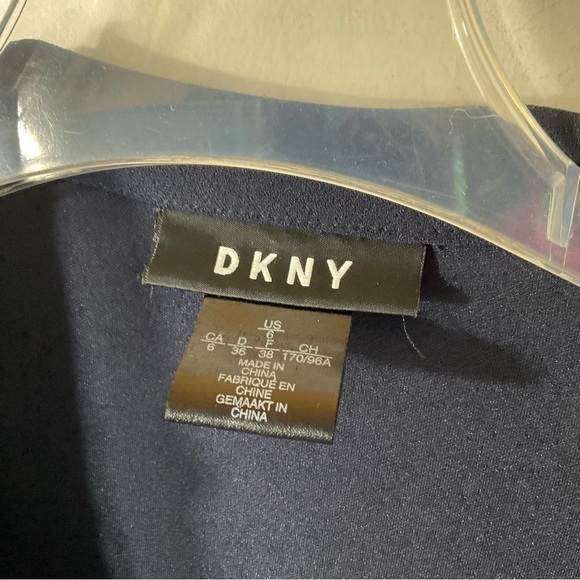 DKNY
US
6
CA D F CH
6 36 38 170/96A
MADE IN
CHINA
FABRIQUÉ EN
CHINE
GEMAAKT IN
CHINA